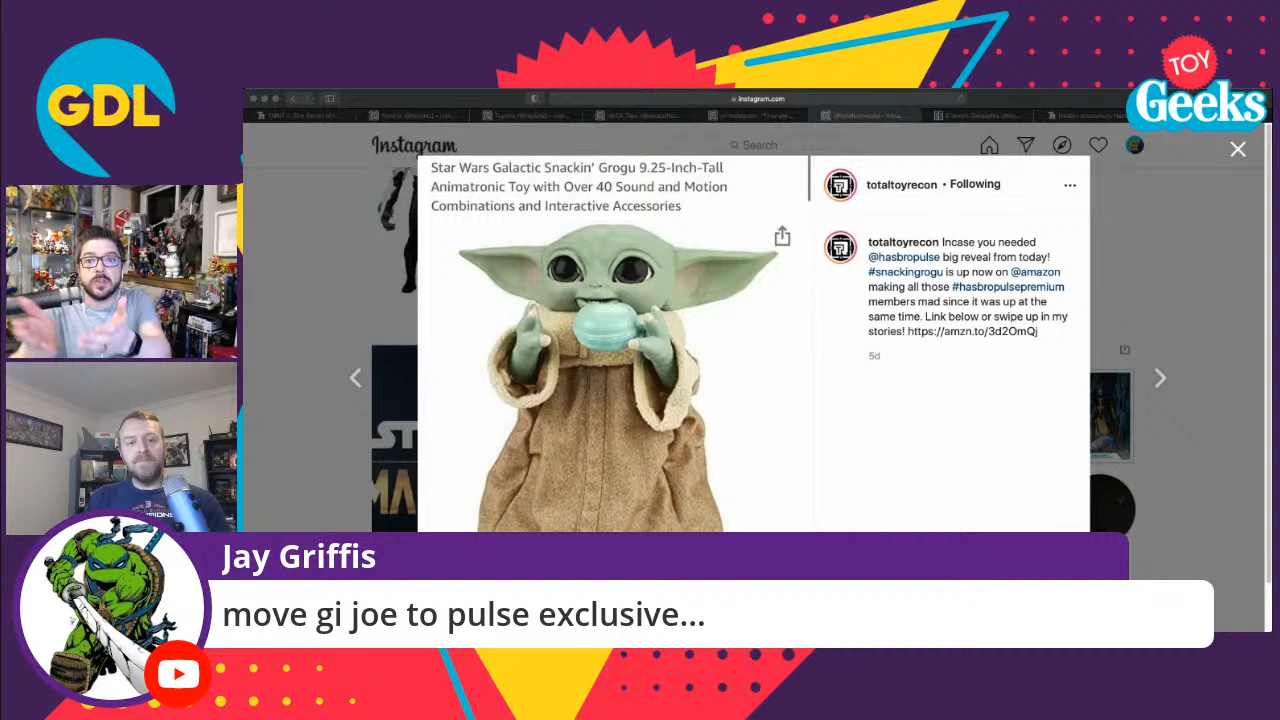 GDL
TOY
Geeks
instagram.com
Instagram
Search
Star Wars Galactic Snackin' Grogu 9.25-Inch-Tall
Animatronic Toy with Over 40 Sound and Motion
Combinations and Interactive Accessories
totaltoyrecon • Following
totaltoyrecon Incase you needed
@hasbropulse big reveal from today!
#snackingrogu is up now on @amazon
making all those #hasbropulsepremium
members mad since it was up at the
same time. Link below or swipe up in my
stories! https://amzn.to/3d2OmQj
5d
ST
MA
Jay Griffis
move gi joe to pulse exclusive...